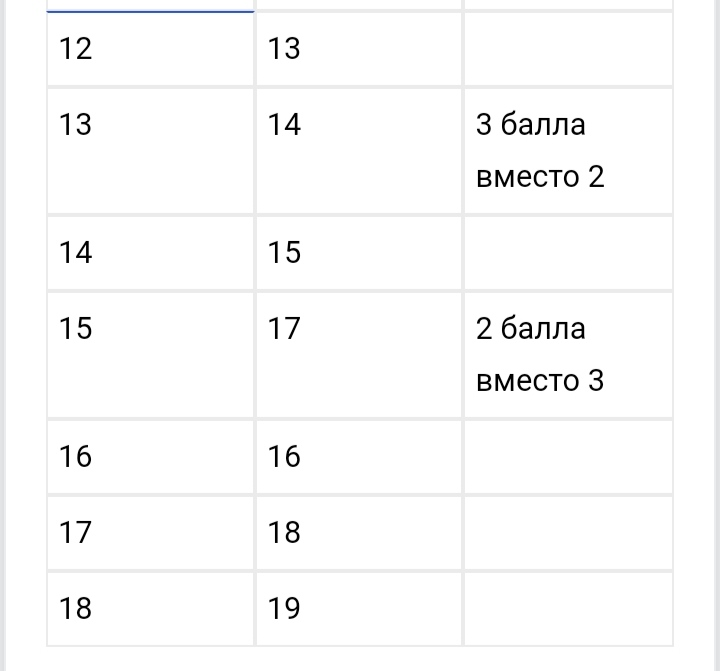 12 13
13 14 3 балла
вместо 2
14 15
15 17 2 балла
вместо 3
16 16
17 18
18 19